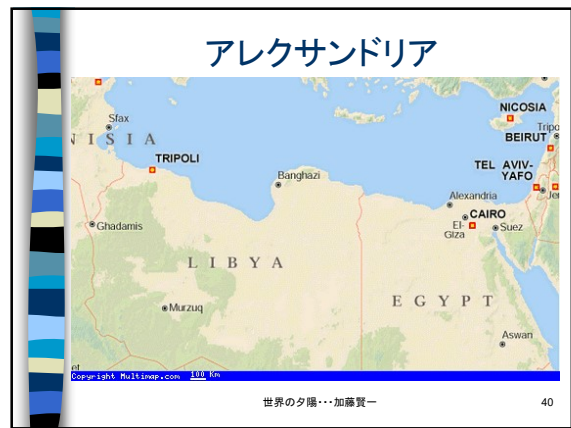 アレクサンドリア
NICOSIA
Sfax
BEIRUT
Tripo
N I S I A
TRIPOLI
TEL AVIV-
YAFO
Banghazi
Jer
Alexandria
CAIRO
Ghadamis
El-
Giza
Suez
L I B Y A
E G Y P T
Murzuq
Aswan
et
Copyright Multimap.com 100 Km
世界の夕陽・・・加藤賢一
40